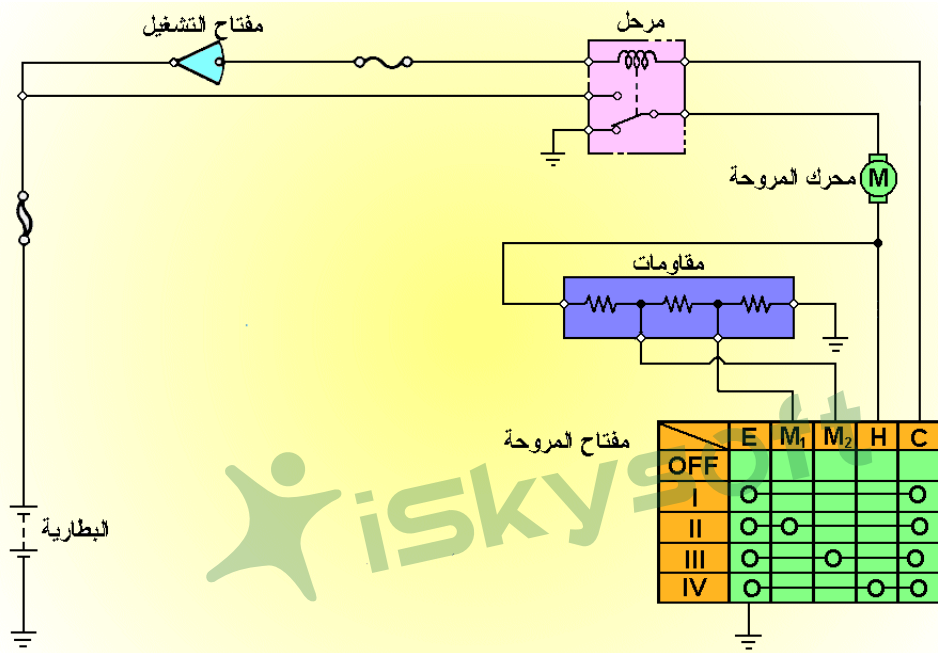 مفتاح التشغيل
مرحل
محرك المروحة
M
مقاومات
مفتاح المروحة
E M₁ M₂ H C
OFF
I
II
III
IV
البطارية
iSkysoft